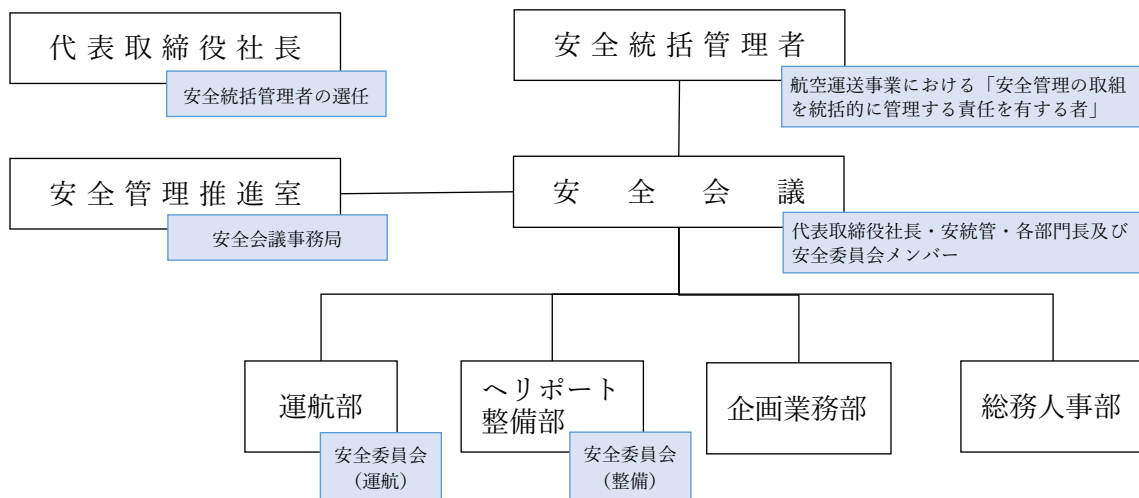 代表取締役社長
安全統括管理者の選任
安全統括管理者
航空運送事業における「安全管理の取組
を統括的に管理する責任を有する者」
安全管理推進室
安全会議事務局
安全会議
代表取締役社長・安統管・各部門長及び
安全委員会メンバー
運航部
安全委員会
（運航）
ヘリポート
整備部
安全委員会
（整備）
企画業務部
総務人事部